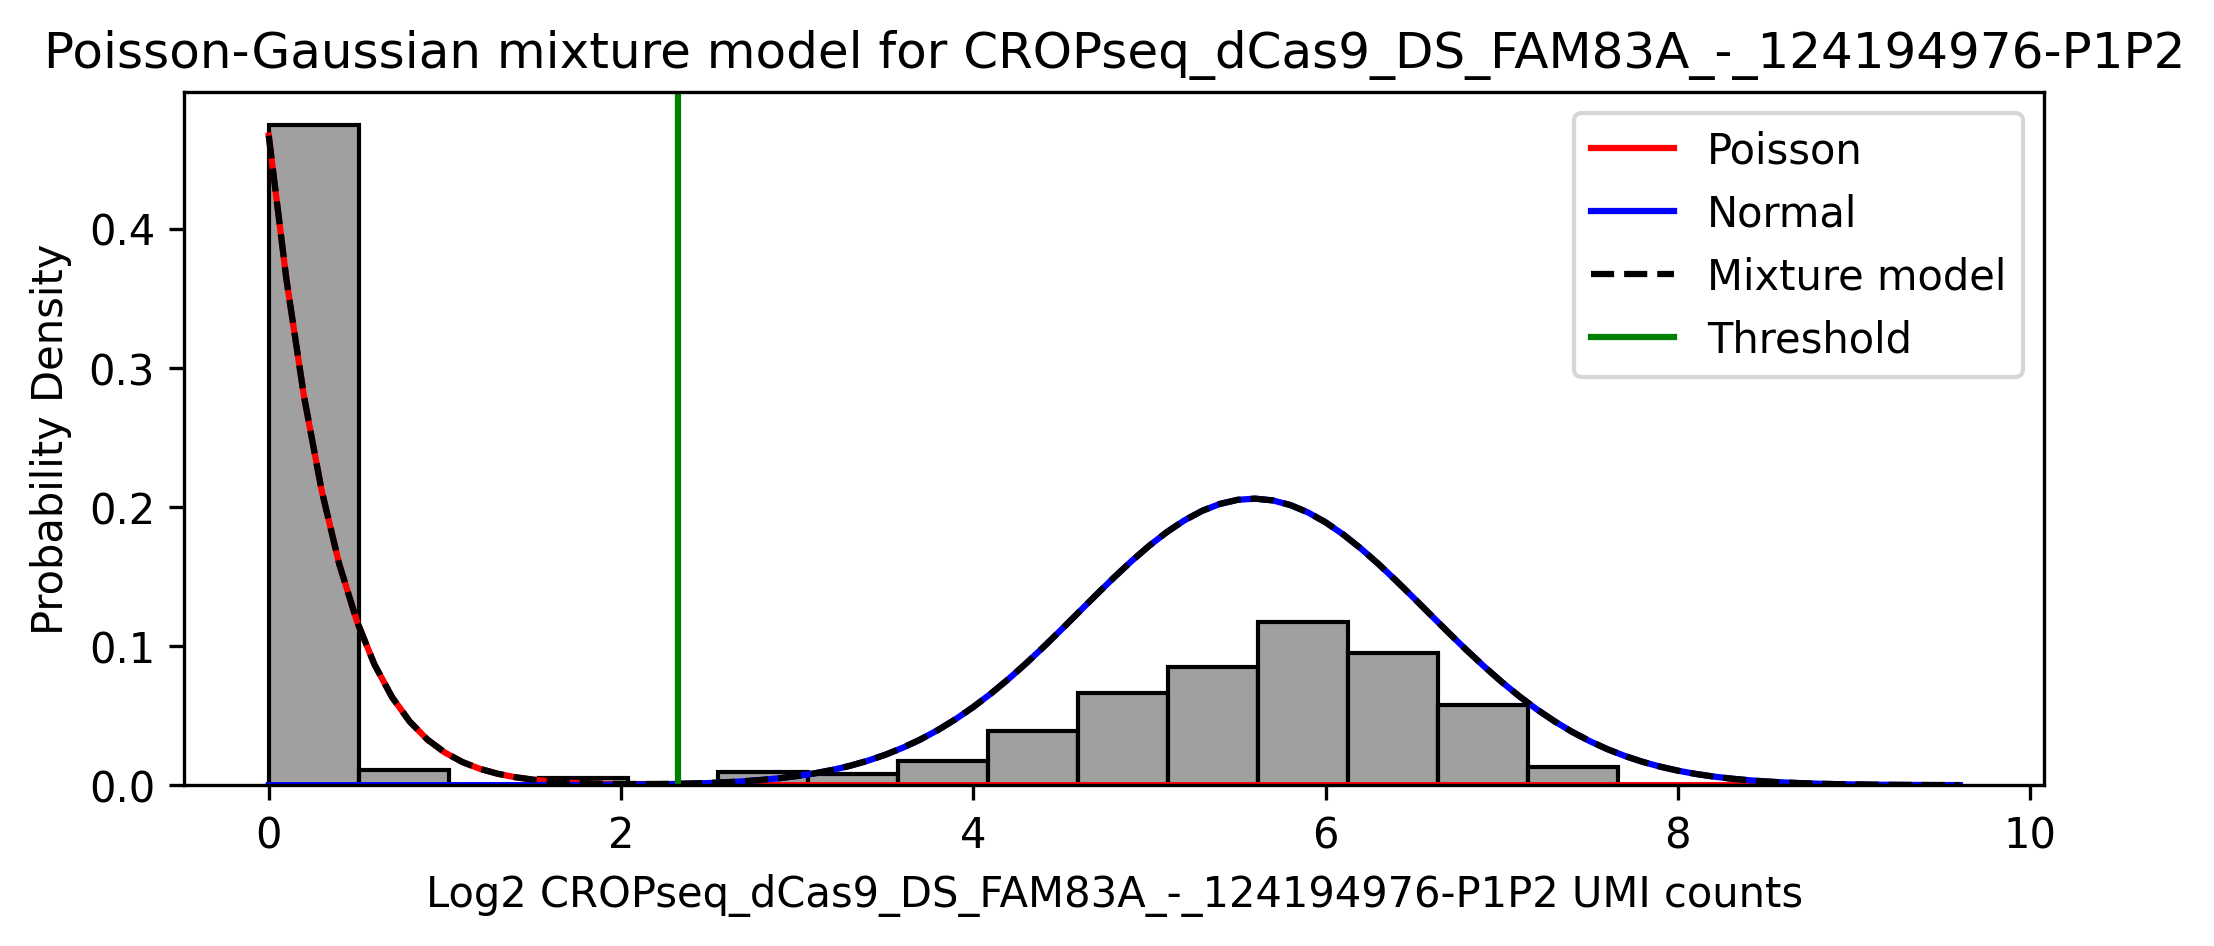 Poisson-Gaussian mixture model for CROPseq_dCas9_DS_FAM83A_-_124194976-P1P2
Probability Density
0.4
0.3
0.2
0.1
0.0
Poisson
Normal
Mixture model
Threshold
0 2 4 6 8 10
Log2 CROPseq_dCas9_DS_FAM83A_-_124194976-P1P2 UMI counts